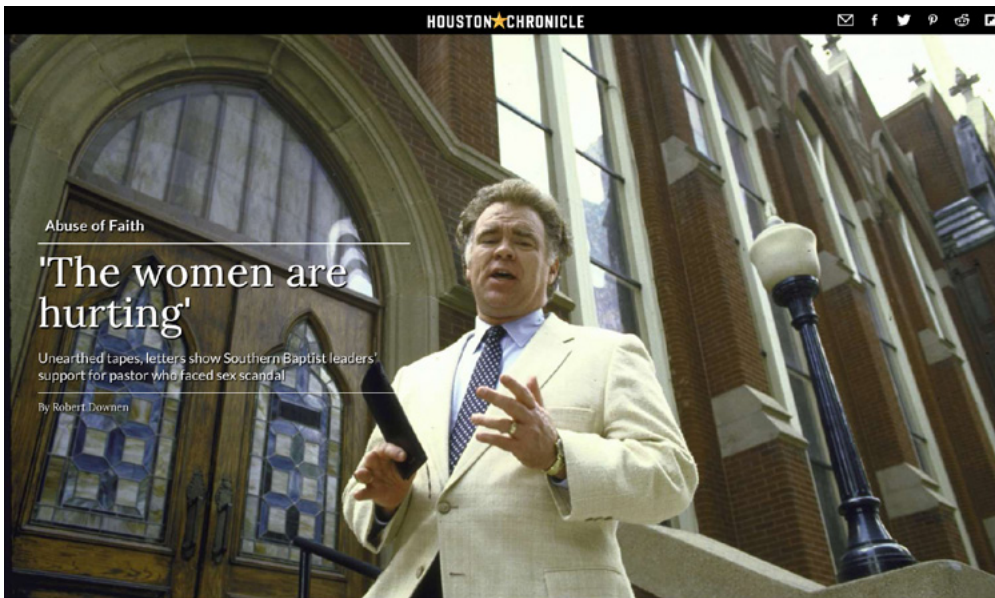 HOUSTON CHRONICLE
Abuse of Faith
'The women are
hurting'
Unearthed tapes, letters show Southern Baptist leaders'
support for pastor who faced sex scandal
By Robert Downen